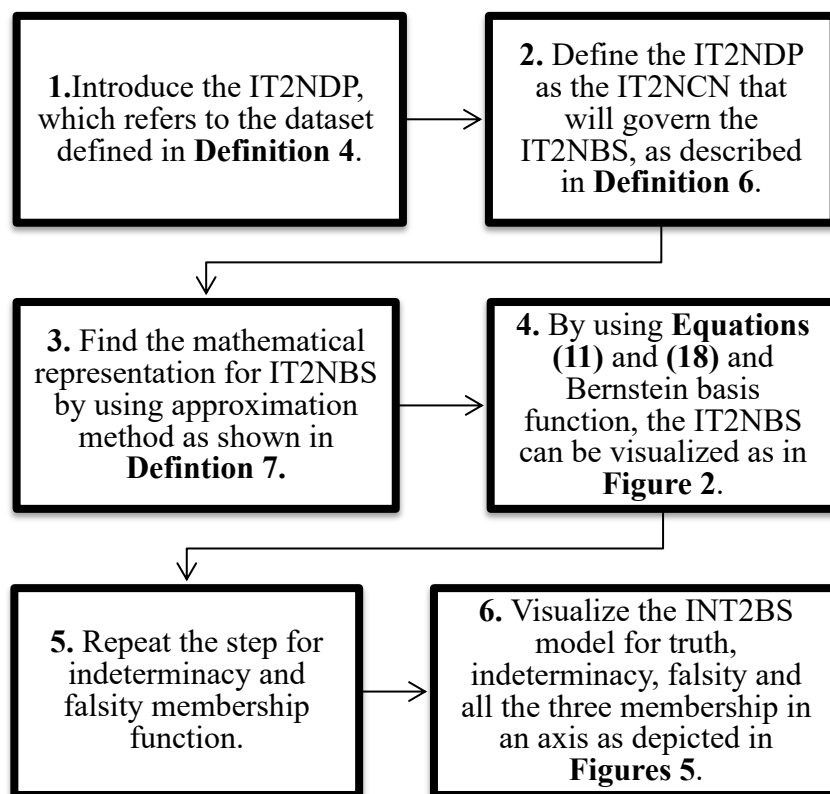 1.Introduce the IT2NDP,
which refers to the dataset
defined in Definition 4.
2. Define the IT2NDP
as the IT2NCN that
will govern the
IT2NBS, as described
in Definition 6.
3. Find the mathematical
representation for IT2NBS
by using approximation
method as shown in
Defintion 7.
4. By using Equations
(11) and (18) and
Bernstein basis
function, the IT2NBS
can be visualized as in
Figure 2.
5. Repeat the step for
indeterminacy and
falsity membership
function.
6. Visualize the INT2BS
model for truth,
indeterminacy, falsity and
all the three membership in
an axis as depicted in
Figures 5.